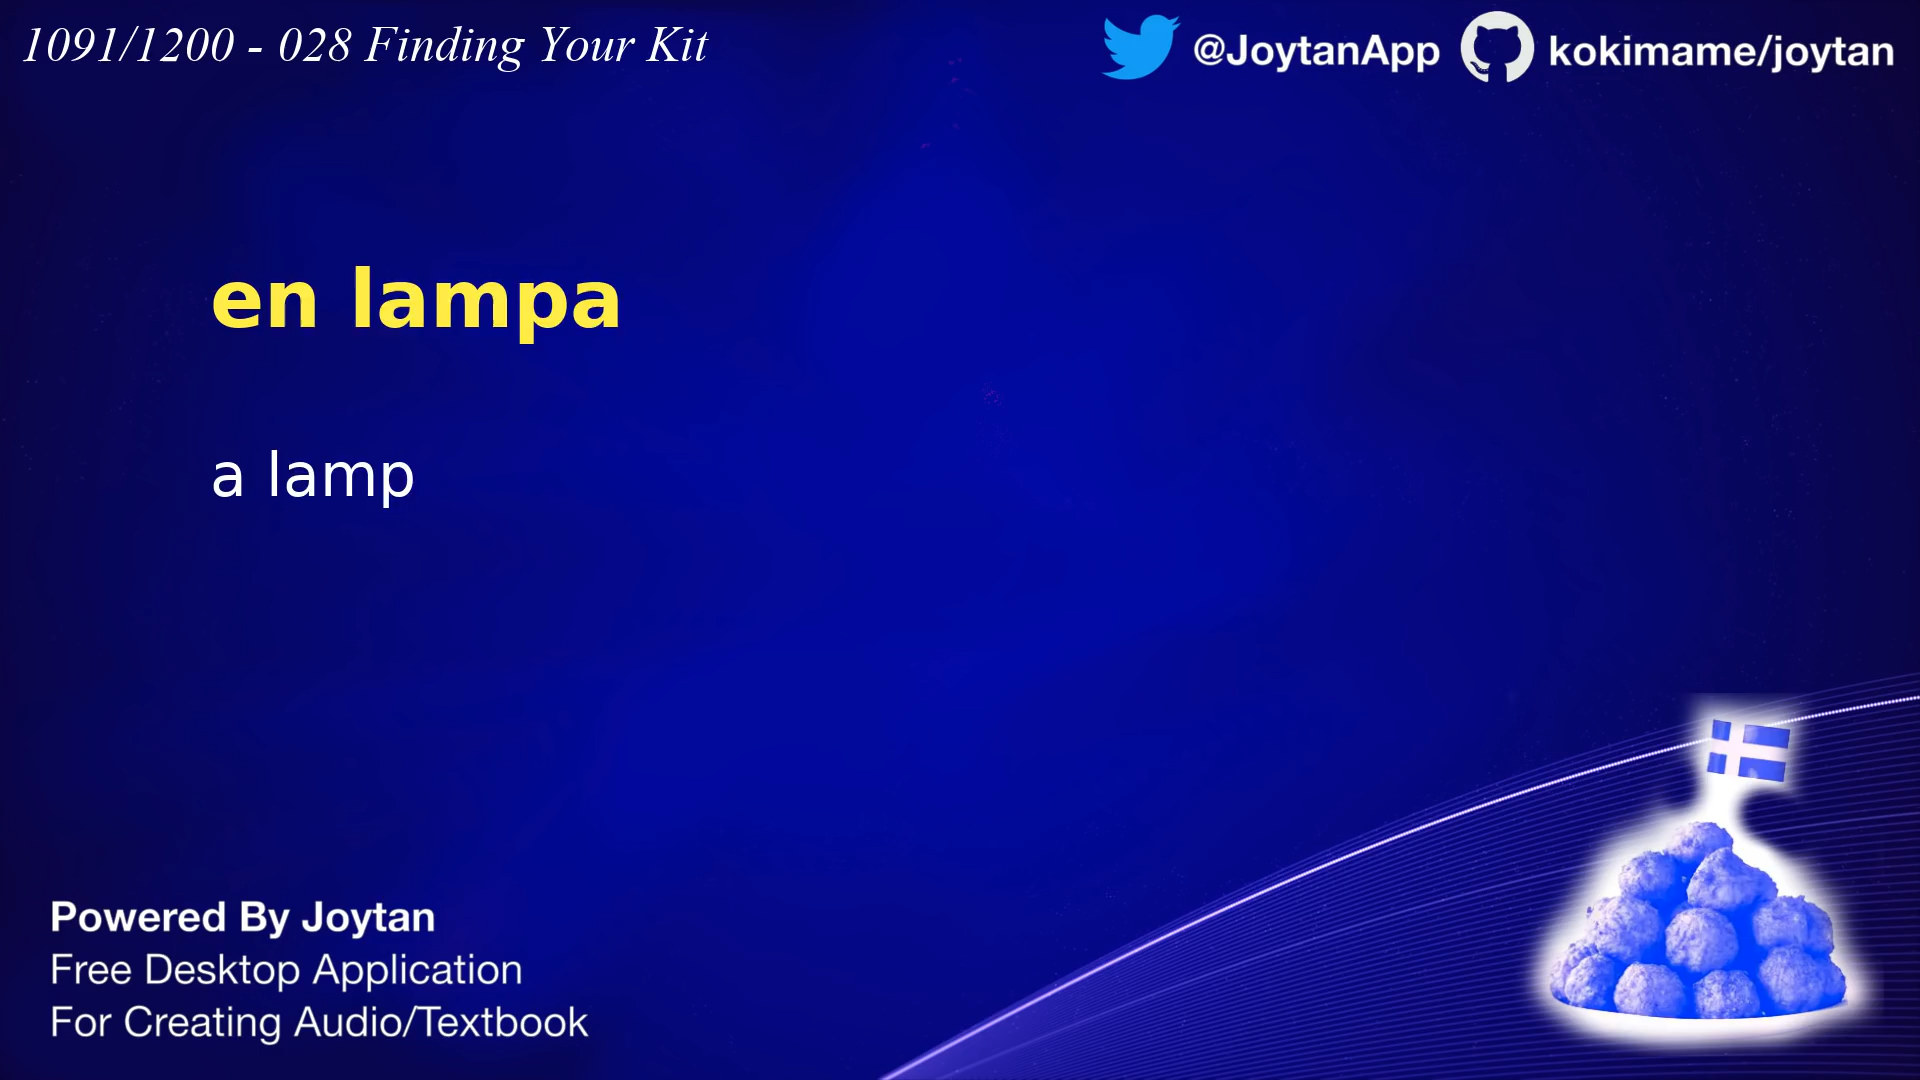 1091/1200 - 028 Finding Your Kit
@JoytanApp
kokimame/joytan
en lampa
a lamp
Powered By Joytan
Free Desktop Application
For Creating Audio/Textbook